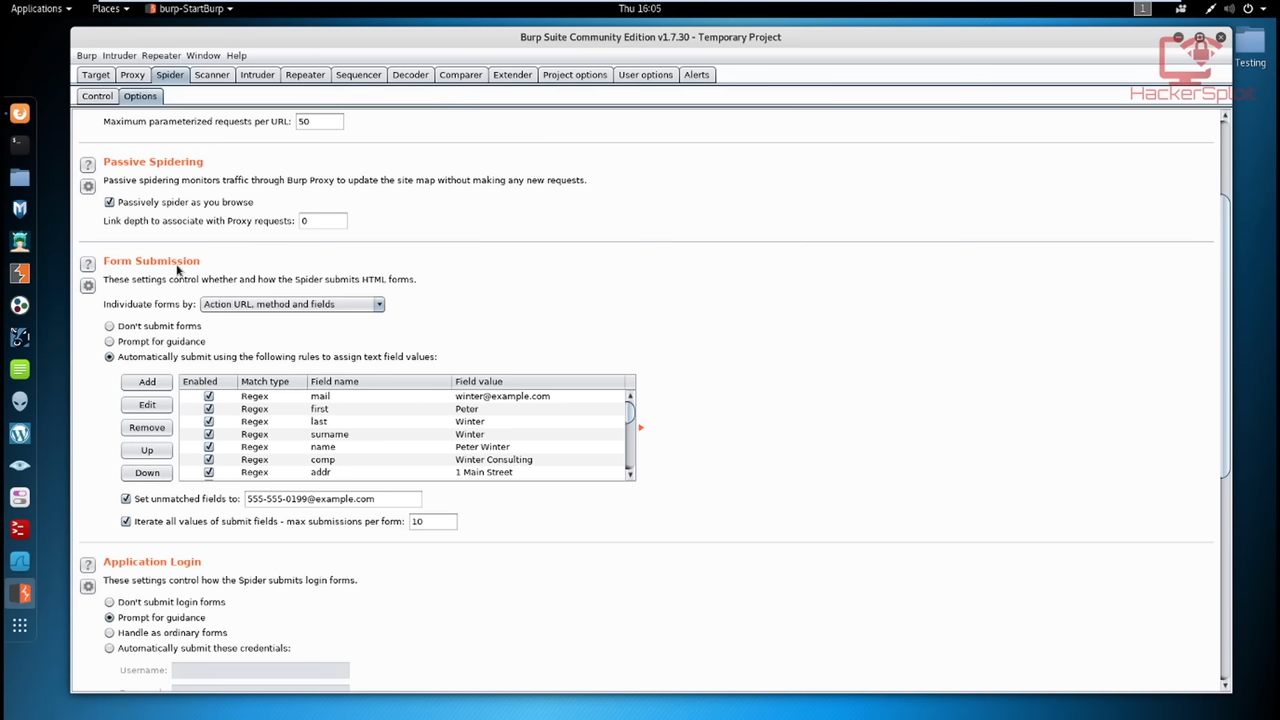 Applications Places burp-StartBurp Thu 16:05 1
Burp Suite Community Edition v1.7.30 - Temporary Project
Burp Intruder Repeater Window Help
Target Proxy Spider Scanner Intruder Repeater Sequencer Decoder Comparer Extender Project options User options Alerts
Testing
HackerSploit
Control Options
Maximum parameterized requests per URL: 50
? Passive Spidering
Passive spidering monitors traffic through Burp Proxy to update the site map without making any new requests.
Passively spider as you browse
Link depth to associate with Proxy requests: 0
? Form Submission
These settings control whether and how the Spider submits HTML forms.
Individuate forms by: Action URL, method and fields
Don't submit forms
Prompt for guidance
Automatically submit using the following rules to assign text field values:
Add Enabled Match type Field name Field value
Regex mail winter@example.com
Edit Regex first Peter
Regex last Winter
Remove Regex surname Winter
Up Regex name Peter Winter
Regex comp Winter Consulting
Down Regex addr 1 Main Street
Set unmatched fields to: 555-555-0199@example.com
Iterate all values of submit fields - max submissions per form: 10
? Application Login
These settings control how the Spider submits login forms.
Don't submit login forms
Prompt for guidance
Handle as ordinary forms
Automatically submit these credentials:
Username: